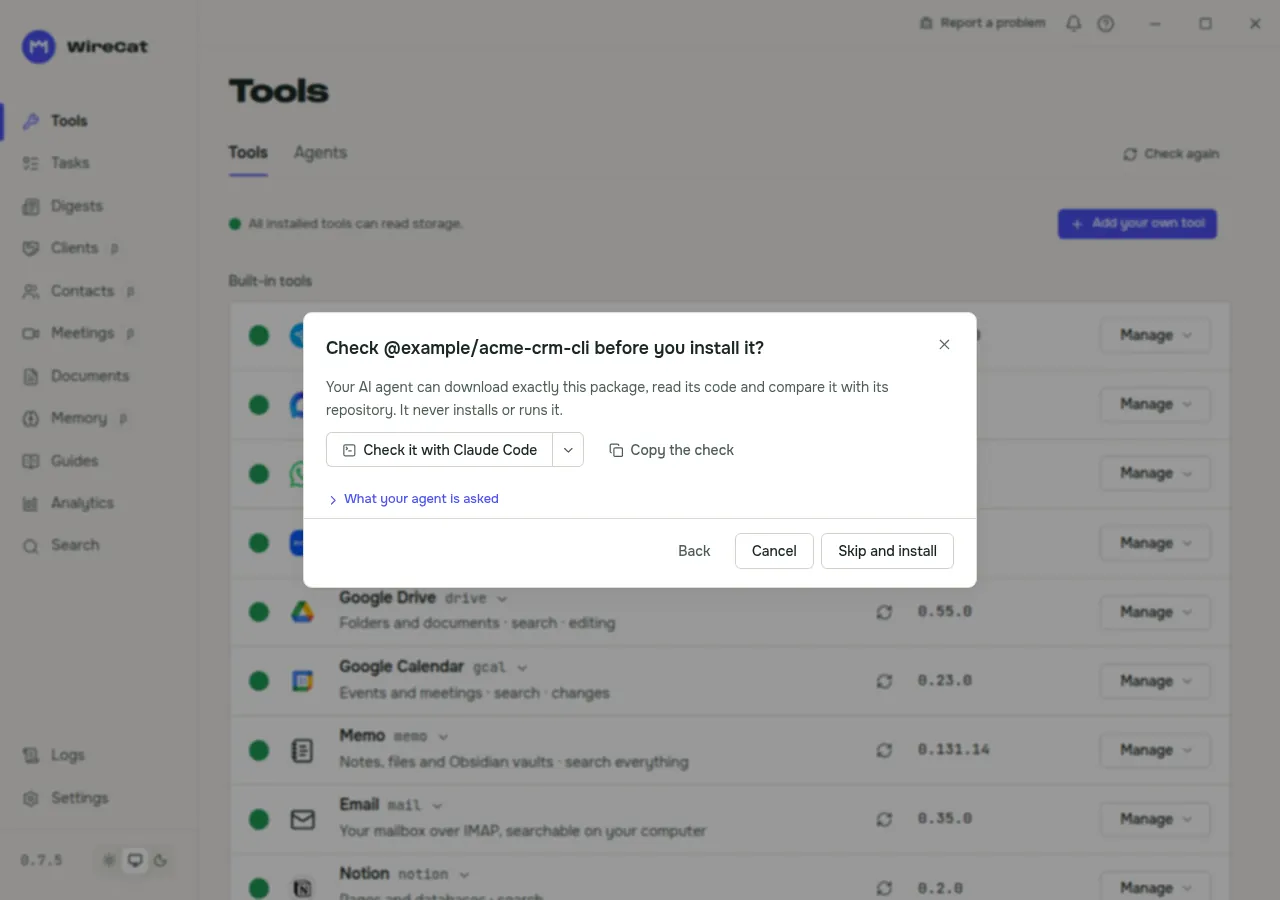 WireCat
Report a problem
Tools
Tasks
Digests
Clients β
Contacts β
Meetings β
Documents
Memory β
Guides
Analytics
Search
Logs
Settings
0.7.5
Tools
Tools Agents
Check again
All installed tools can read storage.
+ Add your own tool
Built-in tools
Manage
Manage
Manage
Manage
Check @example/acme-crm-cli before you install it?
Your AI agent can download exactly this package, read its code and compare it with its
repository. It never installs or runs it.
Check it with Claude Code
Copy the check
What your agent is asked
Back Cancel Skip and install
Google Drive drive
Folders and documents · search · editing
0.55.0 Manage
Google Calendar gcal
Events and meetings · search · changes
0.23.0 Manage
Memo memo
Notes, files and Obsidian vaults · search everything
0.131.14 Manage
Email mail
Your mailbox over IMAP, searchable on your computer
0.35.0 Manage
Notion notion
Pages and databases · search
0.2.0 Manage